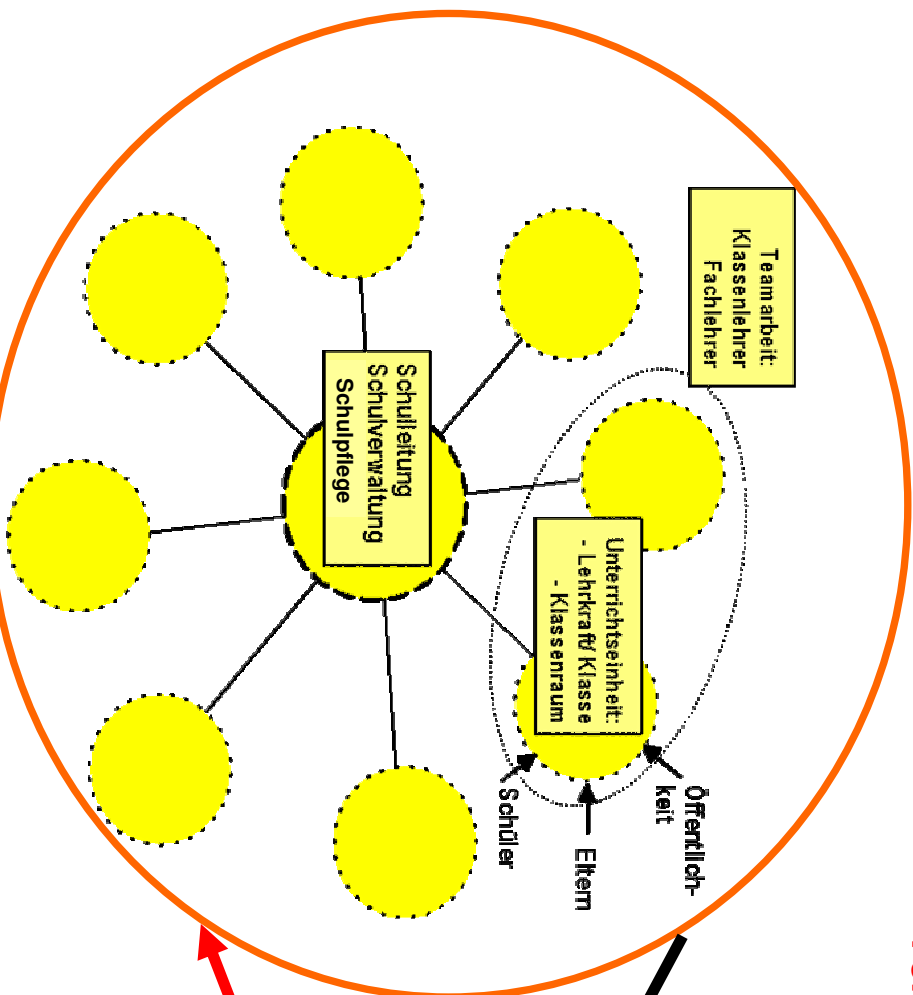 Teamarbeit:
Klassenlehrer
Fachlehrer
Schulleitung
Schulverwaltung
Schulpflege
Unterrichtseinheit:
- Lehrkraft/ Klasse
- Klassenraum
Öffentlich-
keit
Eltern
Schüler